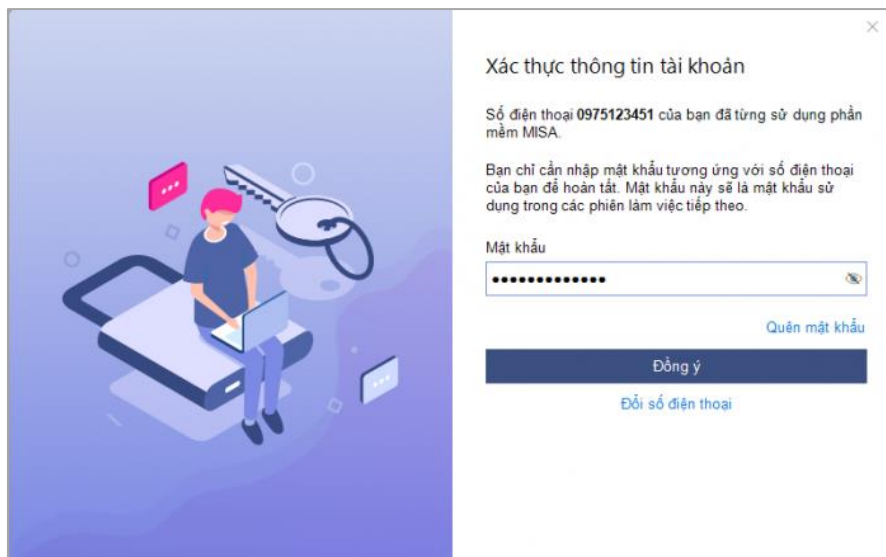 Xác thực thông tin tài khoản
Số điện thoại 0975123451 của bạn đã từng sử dụng phần
mềm MISA.
Bạn chỉ cần nhập mật khẩu tương ứng với số điện thoại
của bạn để hoàn tất. Mật khẩu này sẽ là mật khẩu sử
dụng trong các phiên làm việc tiếp theo.
Mật khẩu
•••••••••••••
Quên mật khẩu
Đồng ý
Đổi số điện thoại